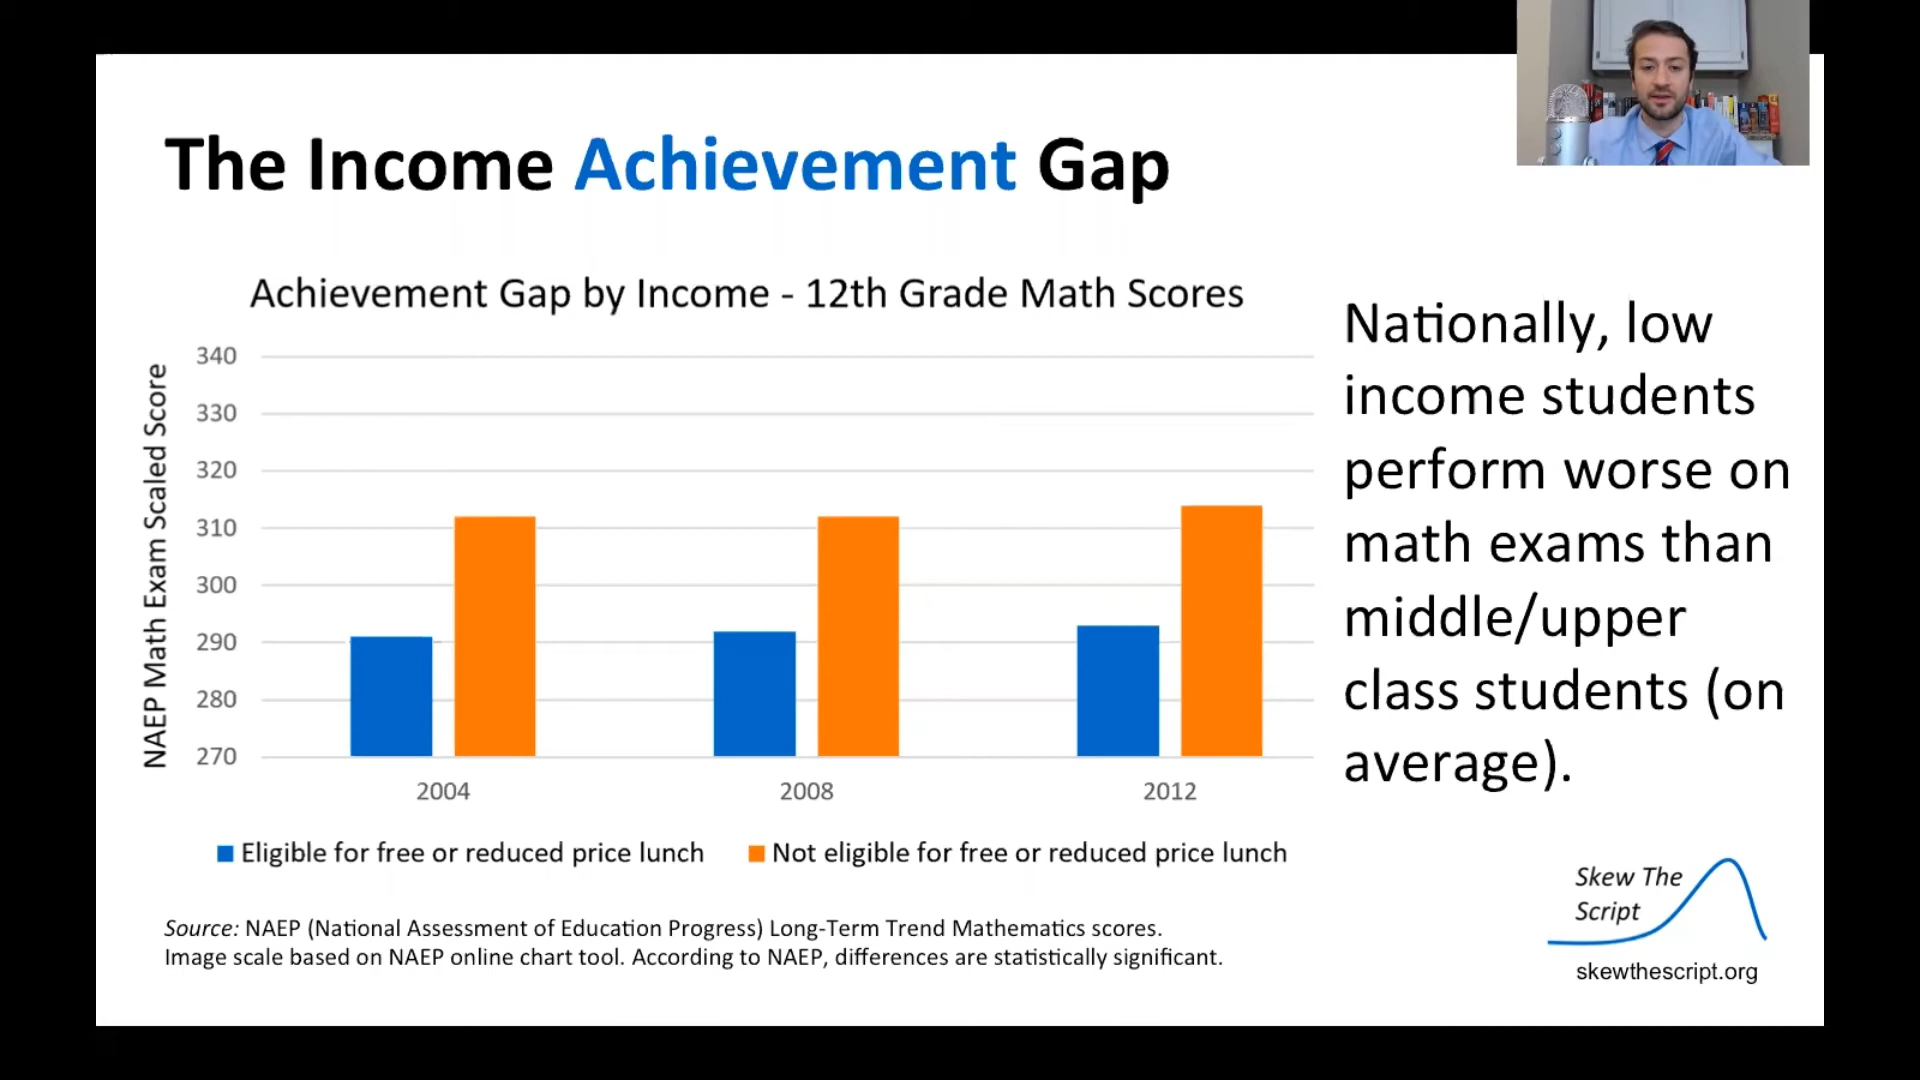 The Income Achievement Gap
Achievement Gap by Income - 12th Grade Math Scores
NAEP Math Exam Scaled Score
340
330
320
310
300
290
280
270
2004
2008
2012
Eligible for free or reduced price lunch
Not eligible for free or reduced price lunch
Nationally, low
income students
perform worse on
math exams than
middle/upper
class students (on
average).
Source: NAEP (National Assessment of Education Progress) Long-Term Trend Mathematics scores.
Image scale based on NAEP online chart tool. According to NAEP, differences are statistically significant.
Skew The
Script
skewthescript.org